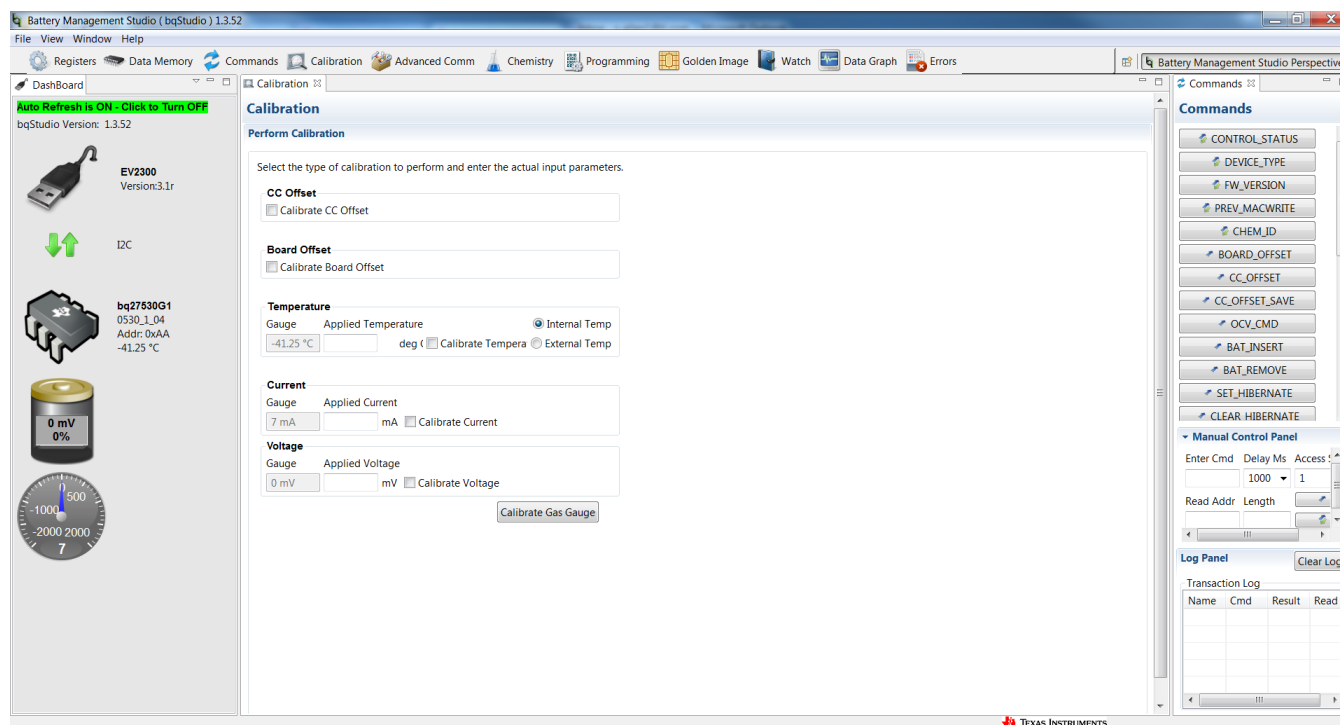 Battery Management Studio ( bqStudio ) 1.3.52
File View Window Help
Registers Data Memory Commands Calibration Advanced Comm Chemistry Programming Golden Image Watch Data Graph Errors
Battery Management Studio Perspective
DashBoard
Auto Refresh is ON - Click to Turn OFF
bqStudio Version: 1.3.52
EV2300
Version:3.1r
I2C
bq27530G1
0530_1_04
Addr: 0xAA
-41.25 °C
0 mV
0%
0
500
-1000
-2000 2000
7
Calibration
Calibration
Perform Calibration
Select the type of calibration to perform and enter the actual input parameters.
CC Offset
Calibrate CC Offset
Board Offset
Calibrate Board Offset
Temperature
Gauge Applied Temperature Internal Temp
-41.25 °C deg ( Calibrate Tempera External Temp
Current
Gauge Applied Current
7 mA mA Calibrate Current
Voltage
Gauge Applied Voltage
0 mV mV Calibrate Voltage
Calibrate Gas Gauge
Commands
Commands
CONTROL_STATUS
DEVICE_TYPE
FW_VERSION
PREV_MACWRITE
CHEM_ID
BOARD_OFFSET
CC_OFFSET
CC_OFFSET_SAVE
OCV_CMD
BAT_INSERT
BAT_REMOVE
SET_HIBERNATE
CLEAR HIBERNATE
Manual Control Panel
Enter Cmd Delay Ms Access
1000 1
Read Addr Length
Log Panel Clear Log
Transaction Log
Name Cmd Result Read
TEXAS INSTRUMENTS